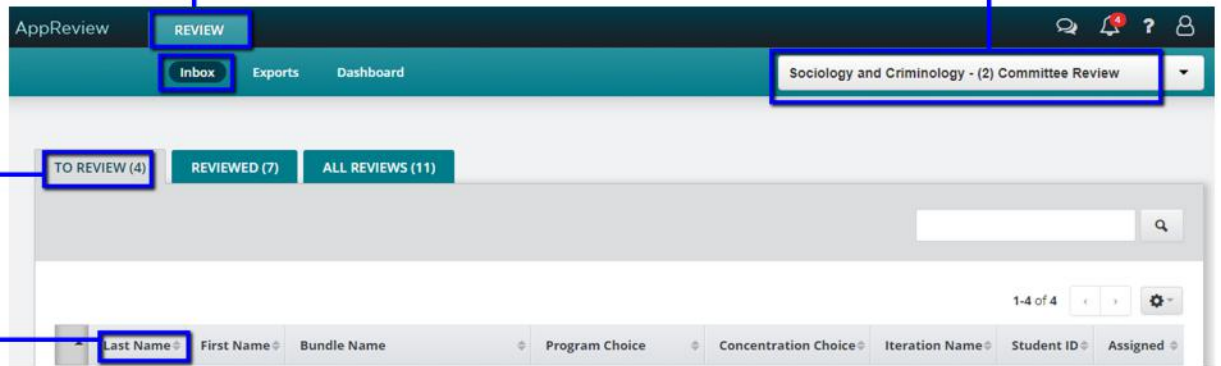 AppReview REVIEW 4 ?
Inbox Exports Dashboard Sociology and Criminology - (2) Committee Review
TO REVIEW (4) REVIEWED (7) ALL REVIEWS (11)
1-4 of 4
Last Name First Name Bundle Name Program Choice Concentration Choice Iteration Name Student ID Assigned